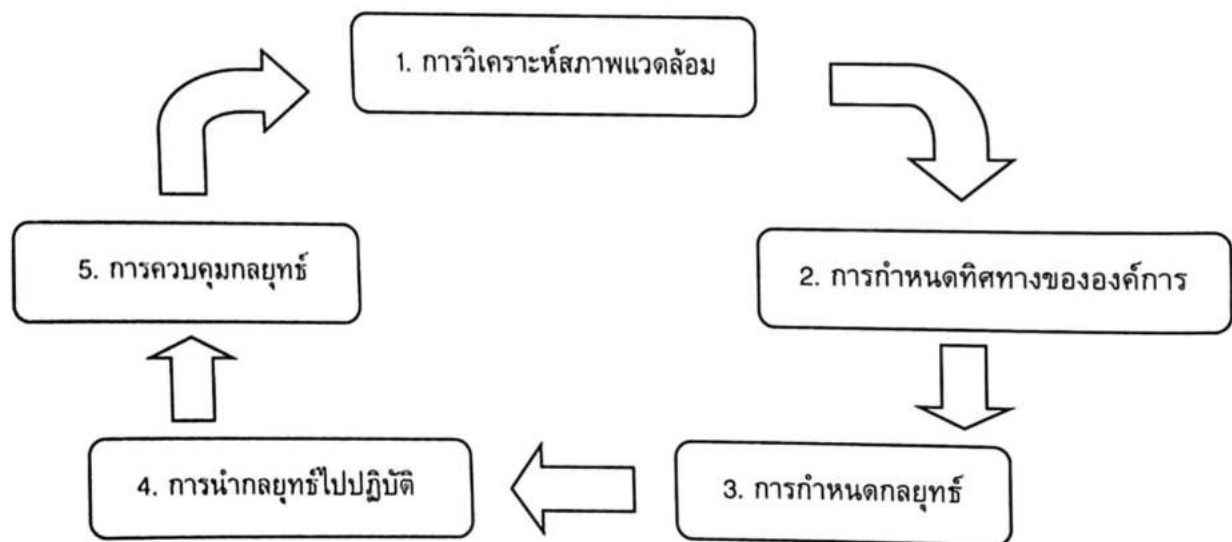 1. การวิเคราะห์สภาพแวดล้อม
2. การกำหนดทิศทางขององค์การ
3. การกำหนดกลยุทธ์
4. การนำกลยุทธ์ไปปฏิบัติ
5. การควบคุมกลยุทธ์